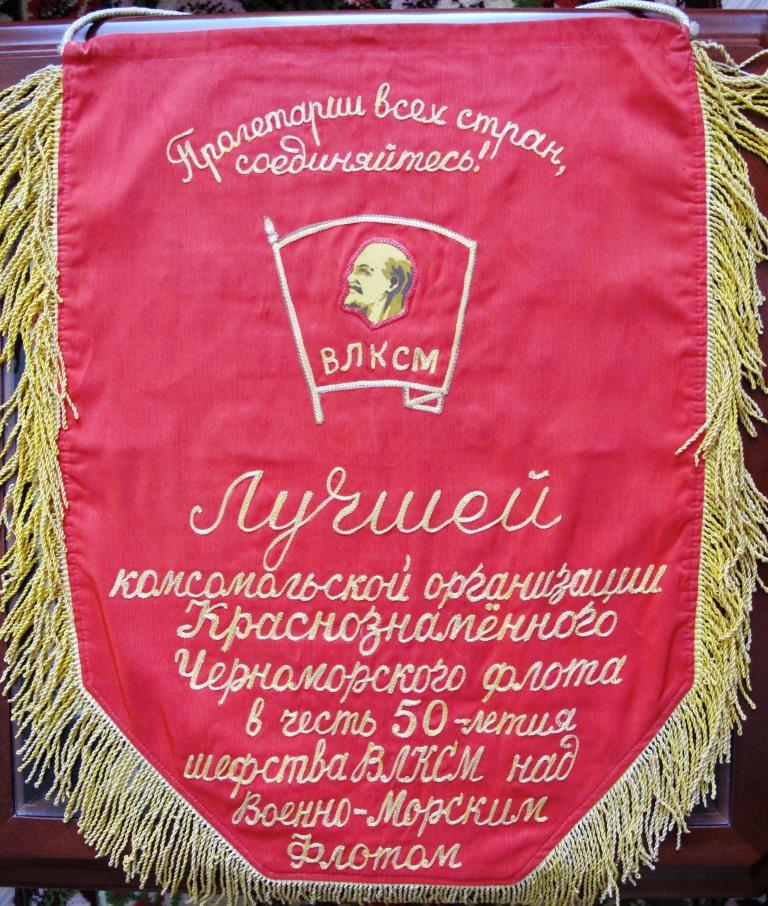 Пролетарии всех стран,
соединяйтесь!
ВЛКСМ
Лучшей
комсомольской организации
Краснознамённого
Черноморского флота
в честь 50-летия
шефства ВЛКСМ над
Военно-Морским
Флотом